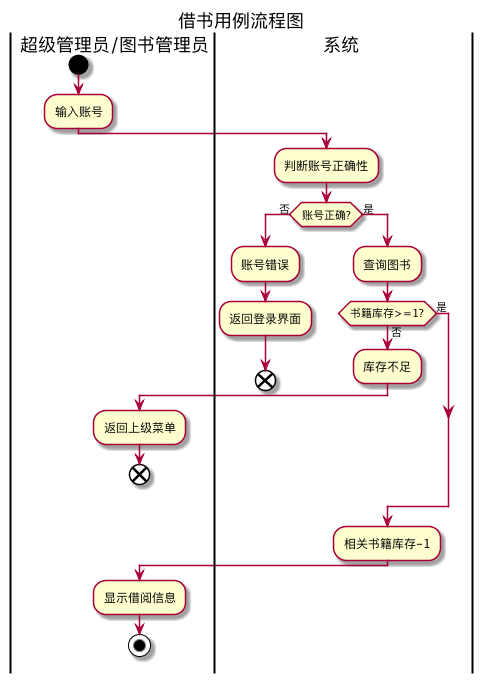 借书用例流程图
超级管理员/图书管理员
系统
输入账号
判断账号正确性
否
账号正确?
是
账号错误
查询图书
返回登录界面
书籍库存>=1?
是
否
库存不足
返回上级菜单
相关书籍库存-1
显示借阅信息